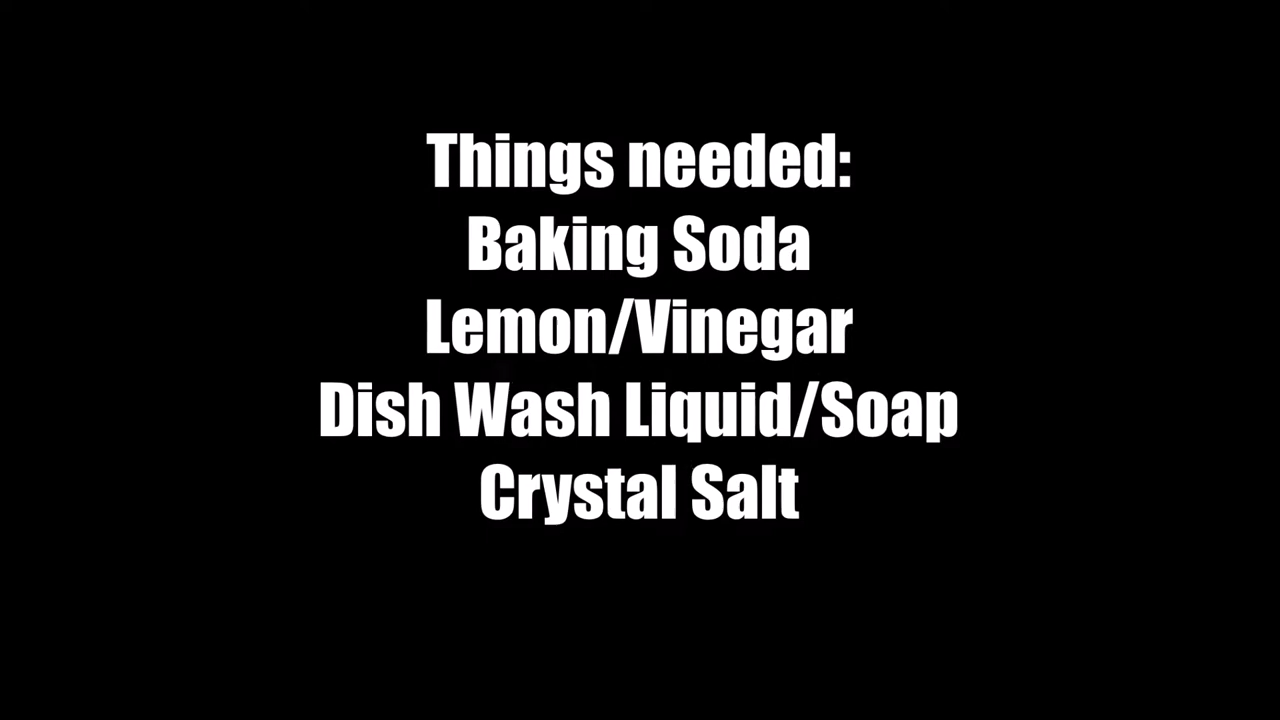 Things needed:
Baking Soda
Lemon/Vinegar
Dish Wash Liquid/Soap
Crystal Salt